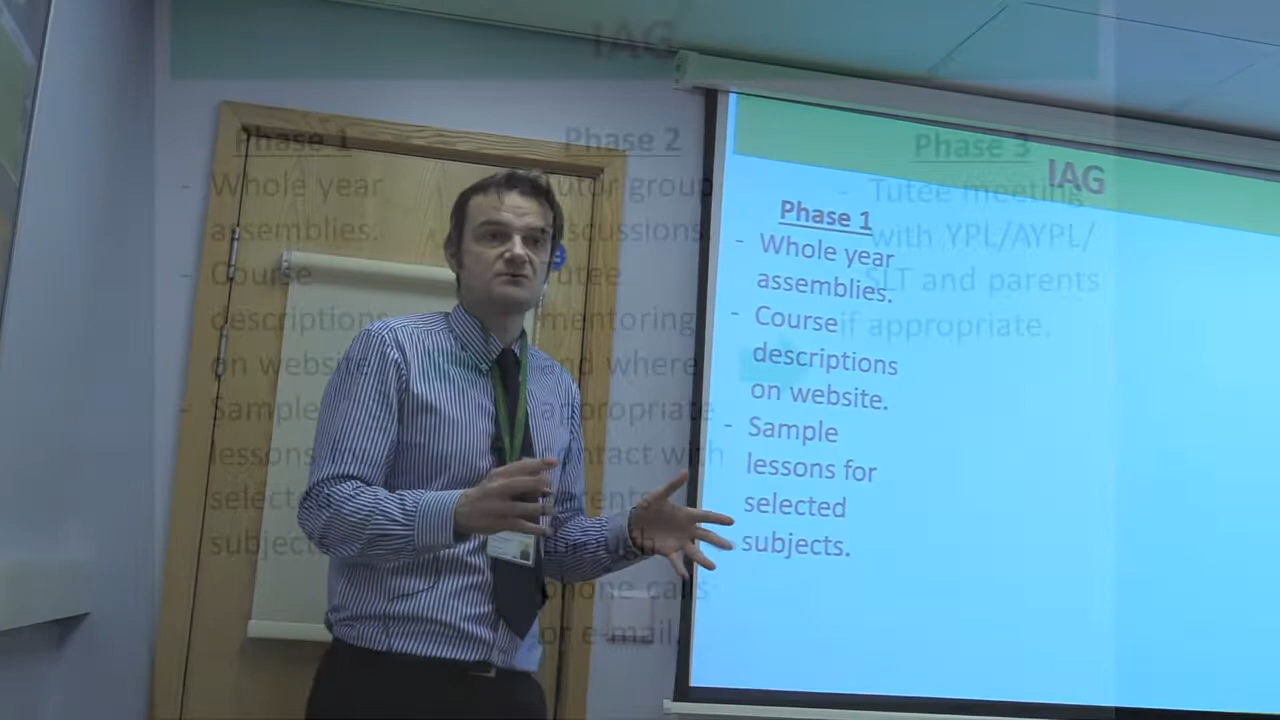 IAG
Phase 1
- Whole year
assemblies.
- Course
descriptions
on website.
- Sample
lessons for
selected
subjects.
IAG
Phase 1
- Whole year
assemblies.
- Course
descriptions
on website.
- Sample
lessons
subject
Phase 2
Tutor group
discussions.
Tutee
mentoring
and where
appropriate
contact with
parents
through
phone calls
or e-mail.
Phase 3
- Tutee meeting
with YPL/AYPL/
SLT and parents
if appropriate.